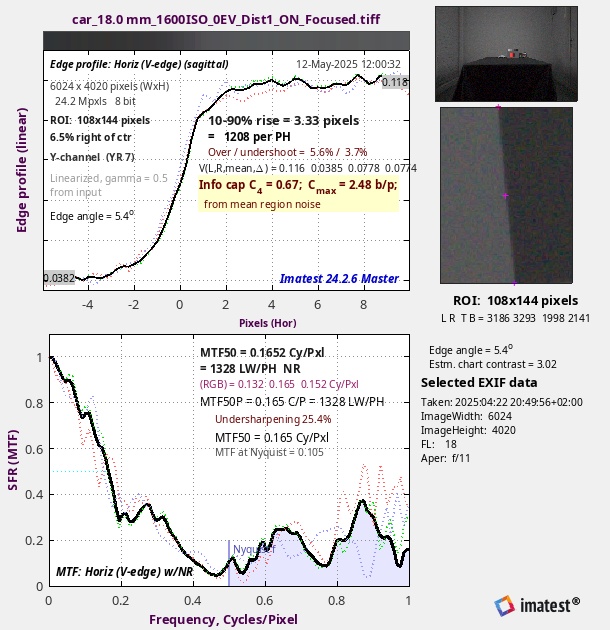 car_18.0 mm_1600ISO_0EV_Dist1_ON_Focused.tiff
Edge profile: Horiz (V-edge) (sagittal)
12-May-2025 12:00:32
6024 x 4020 pixels (WxH)
24.2 Mpxls   8 bit
ROI:  108x144 pixels
6.5% right of ctr
Y-channel  (YR 7)
Linearized, gamma = 0.5
from input
Edge angle = 5.4°
0.118
10-90% rise = 3.33 pixels
=   1208 per PH
Over / undershoot =  5.6% /  3.7%
V(L,R,mean,Δ) = 0.116  0.0385  0.0778  0.0774
Info cap C4 = 0.67;  Cmax = 2.48 b/p;
from mean region noise
0.0382
Imatest 24.2.6 Master
Edge profile (linear)
-4 -2 0 2 4 6 8
Pixels (Hor)
ROI:  108x144 pixels
L R  T B = 3186 3293  1998 2141
Edge angle = 5.4°
Estm. chart contrast = 3.02
Selected EXIF data
Taken: 2025:04:22 20:49:56+02:00
ImageWidth:  6024
ImageHeight:  4020
FL:   18
Aper:  f/11
MTF50 = 0.1652 Cy/Pxl
= 1328 LW/PH  NR
(RGB) = 0.132  0.165  0.152 Cy/Pxl
MTF50P = 0.165 C/P = 1328 LW/PH
Undersharpening 25.4%
MTF50 = 0.165 Cy/Pxl
MTF at Nyquist = 0.105
Nyquist
MTF: Horiz (V-edge) w/NR
SFR (MTF)
1
0.8
0.6
0.4
0.2
0
0 0.2 0.4 0.6 0.8 1
Frequency, Cycles/Pixel
imatest®